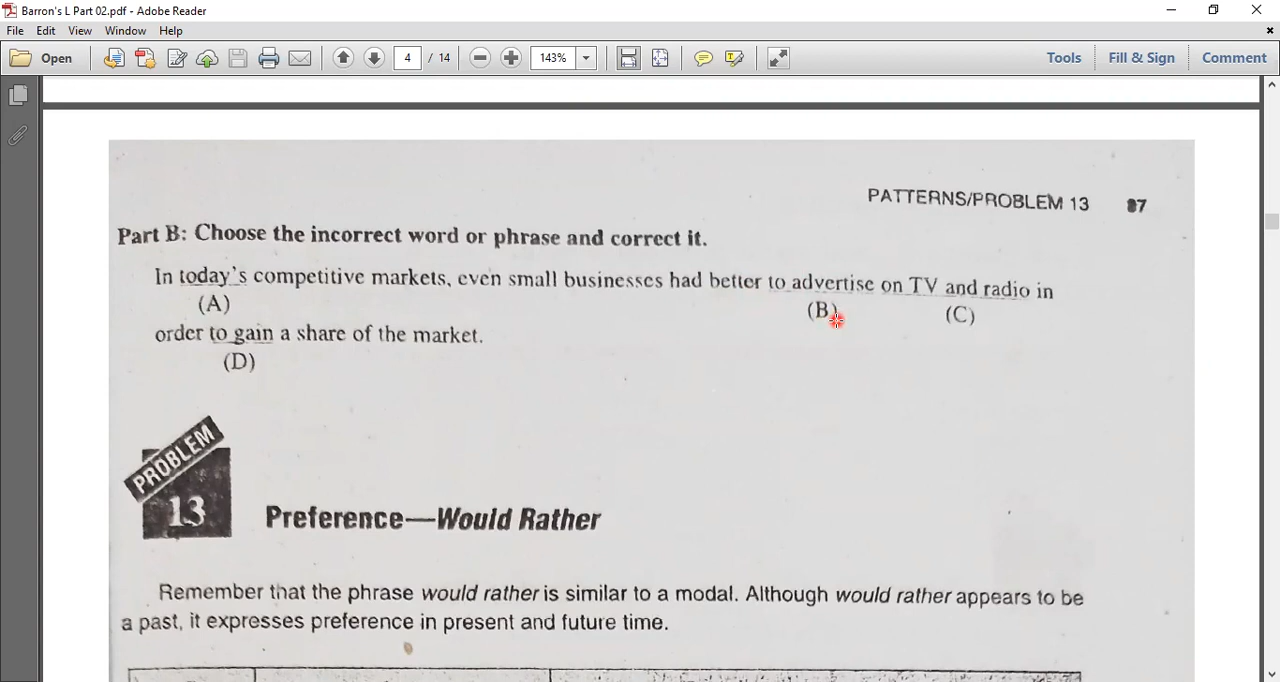 Barron's L Part 02.pdf - Adobe Reader
File Edit View Window Help
Open 4 / 14 143% Tools Fill & Sign Comment
PATTERNS/PROBLEM 13 87
Part B: Choose the incorrect word or phrase and correct it.
In today's competitive markets, even small businesses had better to advertise on TV and radio in
(A) (B) (C)
order to gain a share of the market.
(D)
PROBLEM
13
Preference—Would Rather
Remember that the phrase would rather is similar to a modal. Although would rather appears to be
a past, it expresses preference in present and future time.